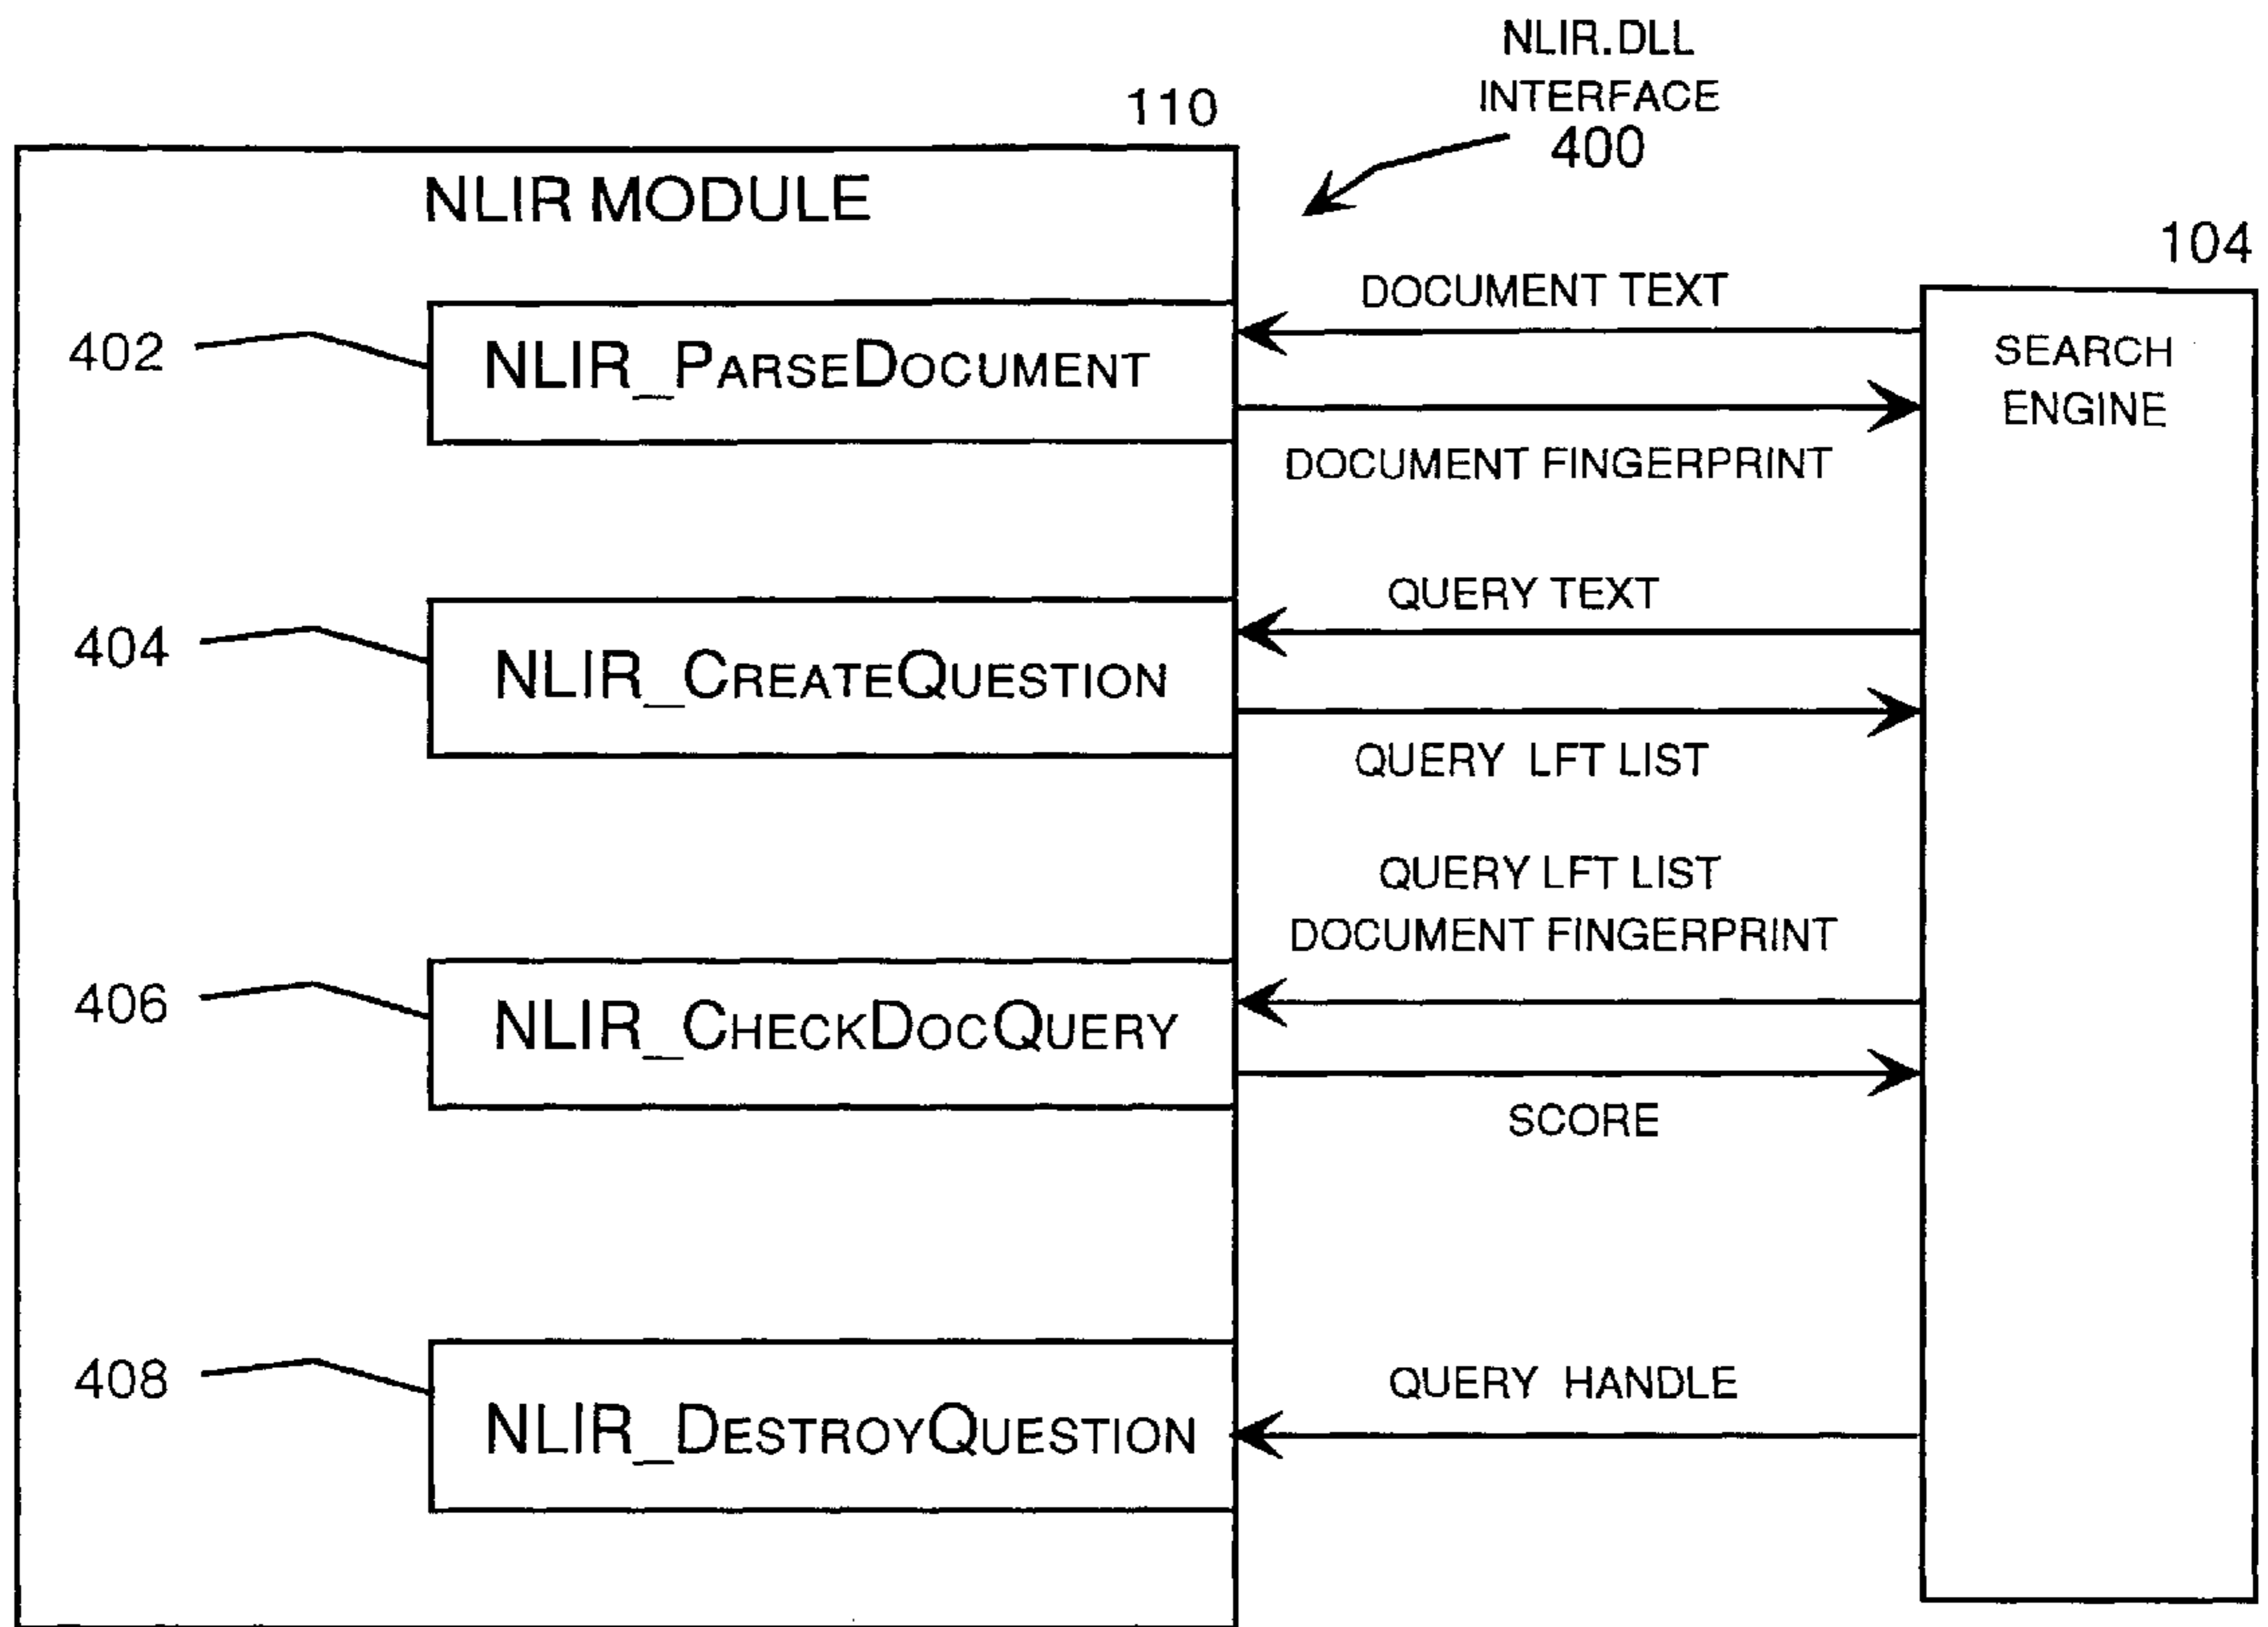 NLIR.DLL
INTERFACE
400
110
NLIR MODULE
104
DOCUMENT TEXT
SEARCH
ENGINE
402
NLIR_PARSEDOCUMENT
DOCUMENT FINGERPRINT
QUERY TEXT
404
NLIR_CREATEQUESTION
QUERY LFT LIST
QUERY LFT LIST
DOCUMENT FINGERPRINT
406
NLIR_CHECKDOCQUERY
SCORE
408
QUERY HANDLE
NLIR_DESTROYQUESTION